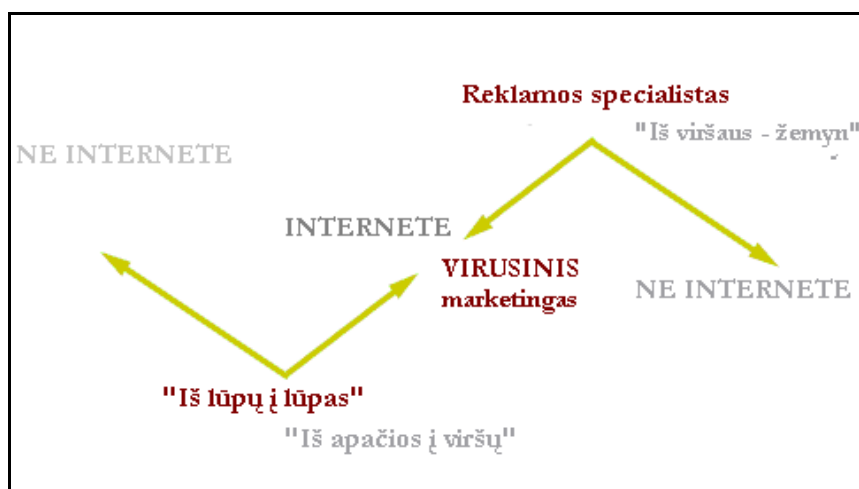 Reklamos specialistas
"Iš viršaus - žemyn"
NE INTERNETE
INTERNETE
VIRUSINIS
marketingas
NE INTERNETE
"Iš lūpų į lūpas"
"Iš apačios į viršų"